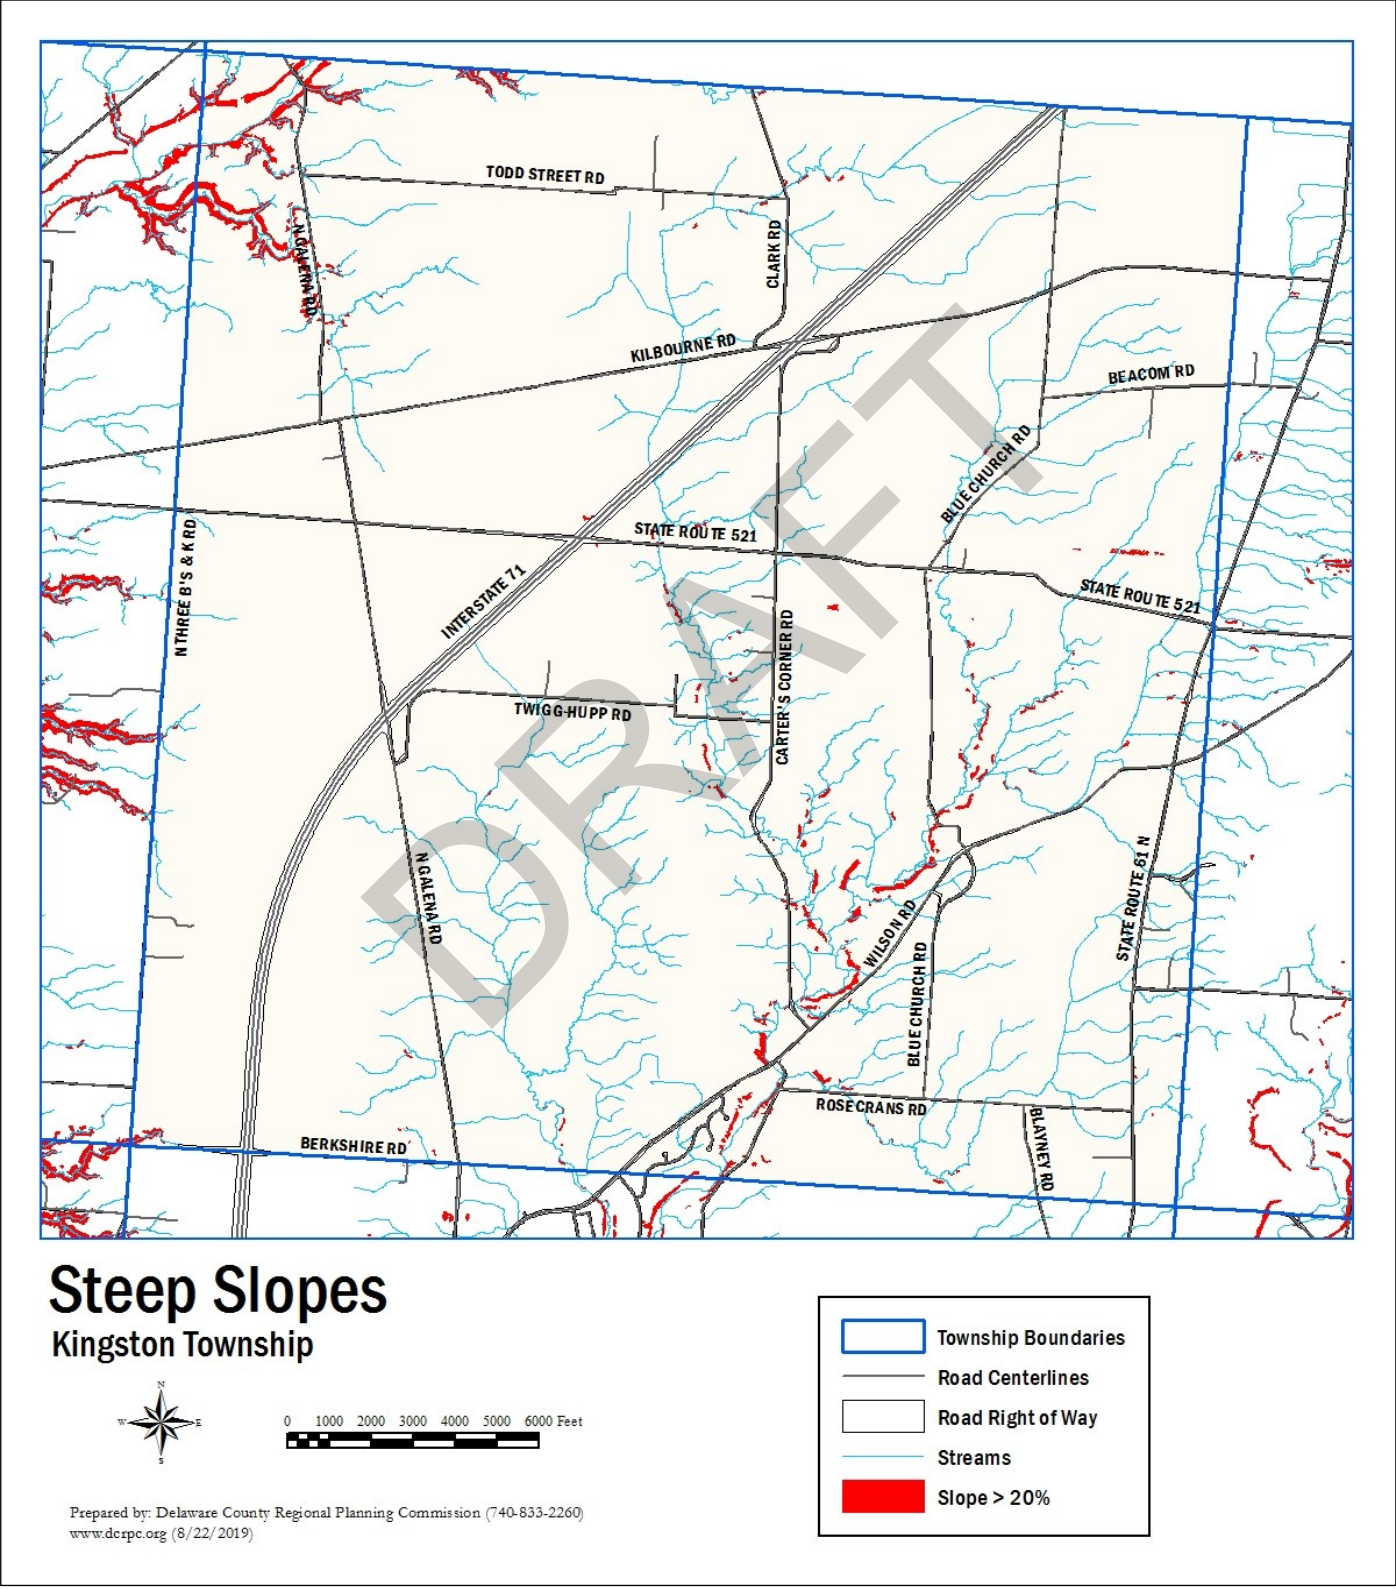 TODD STREET RD
N GALENA RD
CLARK RD
KILBOURNE RD
BEACOM RD
BLUE CHURCH RD
STATE ROUTE 521
N THREE B'S & K RD
INTERSTATE 71
STATE ROUTE 521
CARTER'S CORNER RD
TWIGG-HUPP RD
DRAFT
N GALENA RD
STATE ROUTE 61 N
WILSON RD
BLUE CHURCH RD
ROSECRANS RD
BLAYNEY RD
BERKSHIRE RD
Steep Slopes
Kingston Township
N
W E
S
0 1000 2000 3000 4000 5000 6000 Feet
Township Boundaries
Road Centerlines
Road Right of Way
Streams
Slope > 20%
Prepared by: Delaware County Regional Planning Commission (740-833-2260)
www.dcrpc.org (8/22/2019)